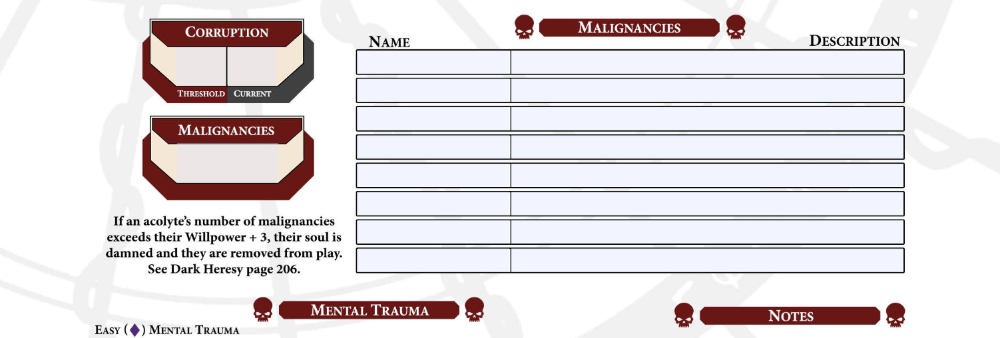 Corruption
Threshold Current
Malignancies
If an acolyte's number of malignancies
exceeds their Willpower + 3, their soul is
damned and they are removed from play.
See Dark Heresy page 206.
Malignancies
Name Description
Mental Trauma
Easy (♦) Mental Trauma
Notes